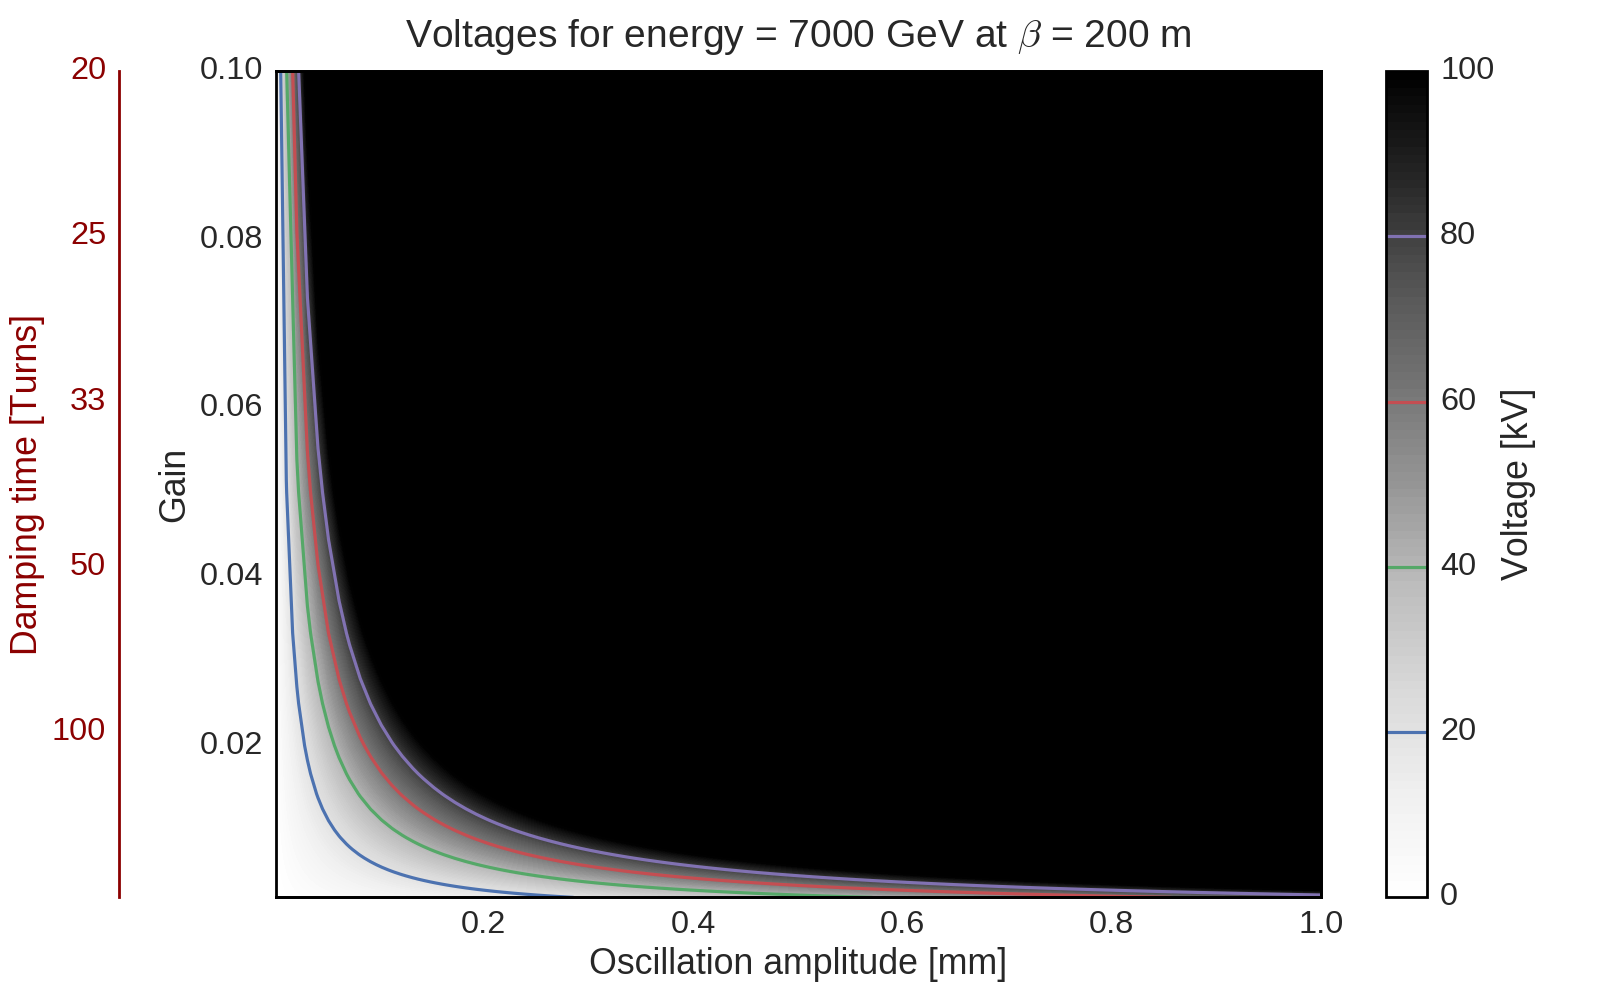 Voltages for energy = 7000 GeV at β = 200 m
20
25
33
50
100
Damping time [Turns]
0.10
0.08
0.06
0.04
0.02
Gain
0.2 0.4 0.6 0.8 1.0
Oscillation amplitude [mm]
100
80
60
40
20
0
Voltage [kV]